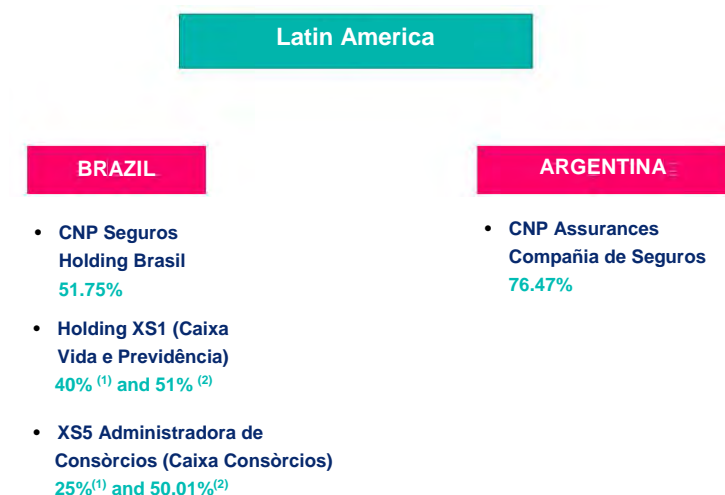 Latin America
BRAZIL
• CNP Seguros
Holding Brasil
51.75%
• Holding XS1 (Caixa
Vida e Previdência)
40% (1) and 51% (2)
• XS5 Administradora de
Consòrcios (Caixa Consòrcios)
25%(1) and 50.01%(2)
ARGENTINA
• CNP Assurances
Compañia de Seguros
76.47%